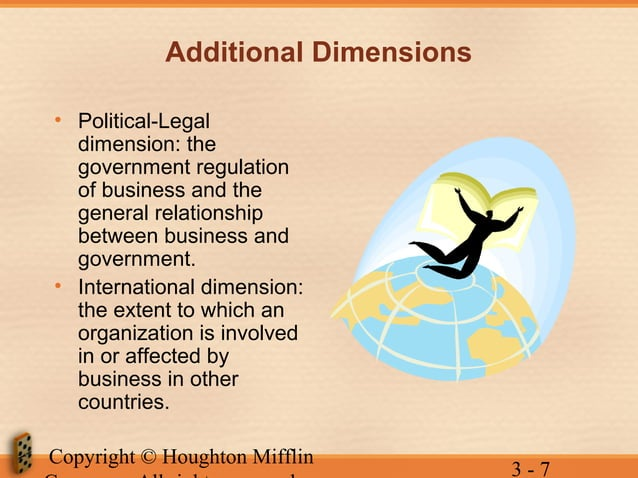 Additional Dimensions
• Political-Legal
dimension: the
government regulation
of business and the
general relationship
between business and
government.
• International dimension:
the extent to which an
organization is involved
in or affected by
business in other
countries.
Copyright © Houghton Mifflin
3 - 7